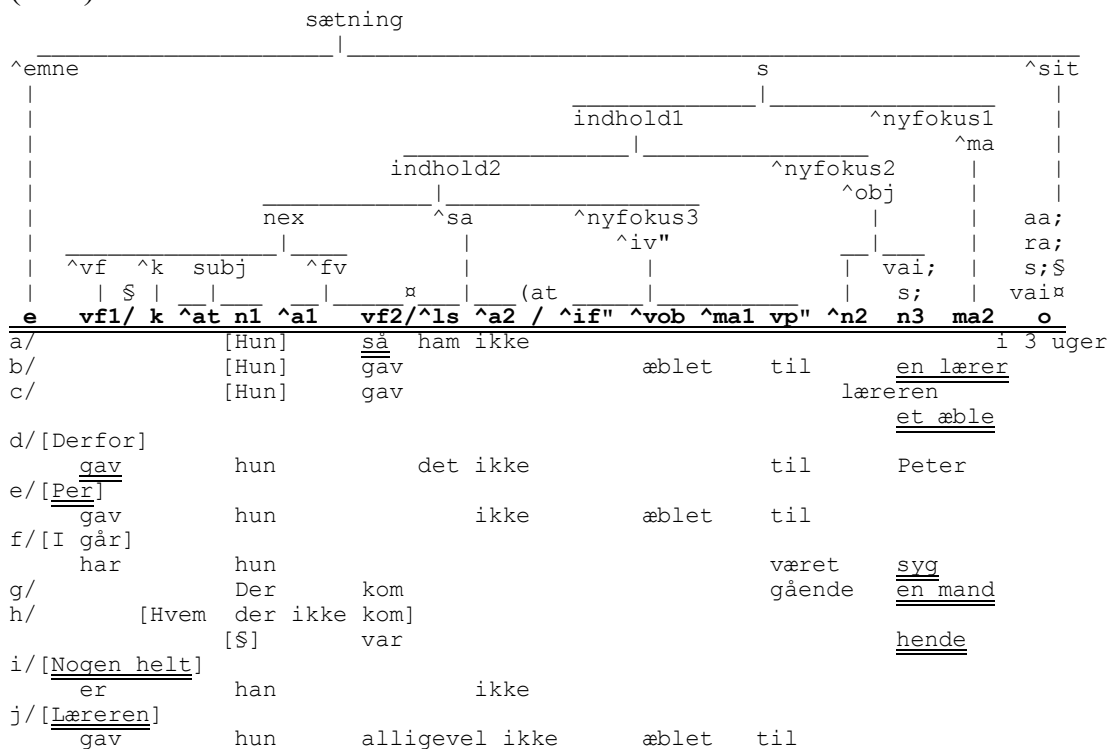 sætning
^emne s ^sit
indhold1 ^nyfokus1
^ma
indhold2 ^nyfokus2
^obj
nex ^sa ^nyfokus3 aa;
^iv" ra;
^vf ^k subj ^fv vai; s;§
§ ¤ (at s; vai¤
e vf1/ k ^at n1 ^a1 vf2/^ls ^a2 / ^if" ^vob ^ma1 vp" ^n2 n3 ma2 o
a/ [Hun] så ham ikke i 3 uger
b/ [Hun] gav æblet til en lærer
c/ [Hun] gav læreren
et æble
d/[Derfor]
gav hun det ikke til Peter
e/[Per]
gav hun ikke æblet til
f/[I går]
har hun været syg
g/ Der kom gående en mand
h/ [Hvem der ikke kom]
[§] var hende
i/[Nogen helt]
er han ikke
j/[Læreren]
gav hun alligevel ikke æblet til